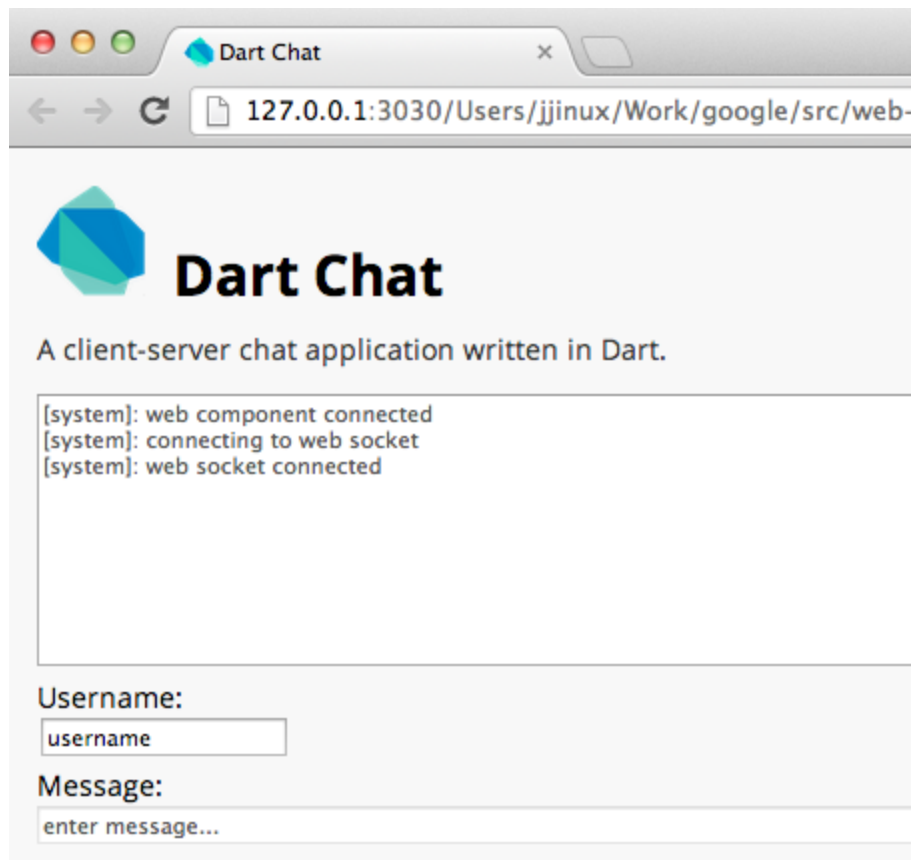 Dart Chat
127.0.0.1:3030/Users/jjinux/Work/google/src/web-
Dart Chat
A client-server chat application written in Dart.
[system]: web component connected
[system]: connecting to web socket
[system]: web socket connected
Username:
username
Message:
enter message...